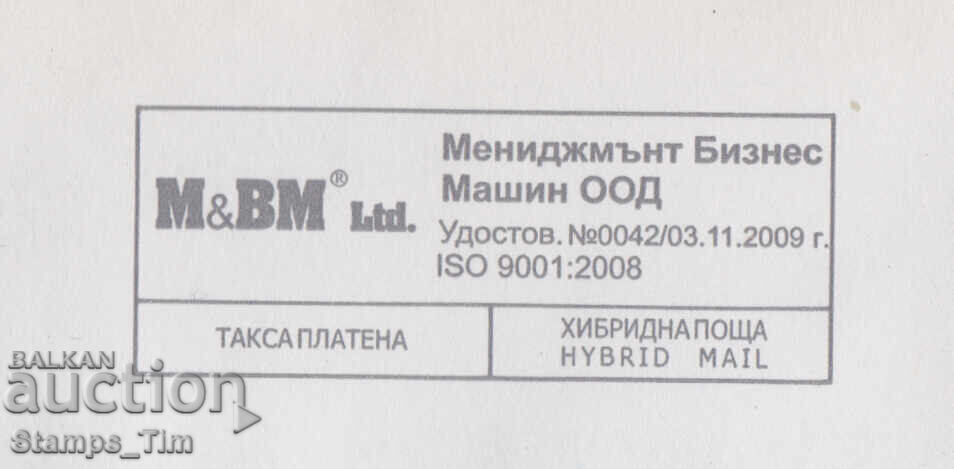 M&BM® Ltd.
Мениджмънт Бизнес
Машин ООД
Удостов. №0042/03.11.2009 г.
ISO 9001:2008
ТАКСА ПЛАТЕНА
ХИБРИДНА ПОЩА
HYBRID MAIL
BALKAN
auction
Stamps_Tim